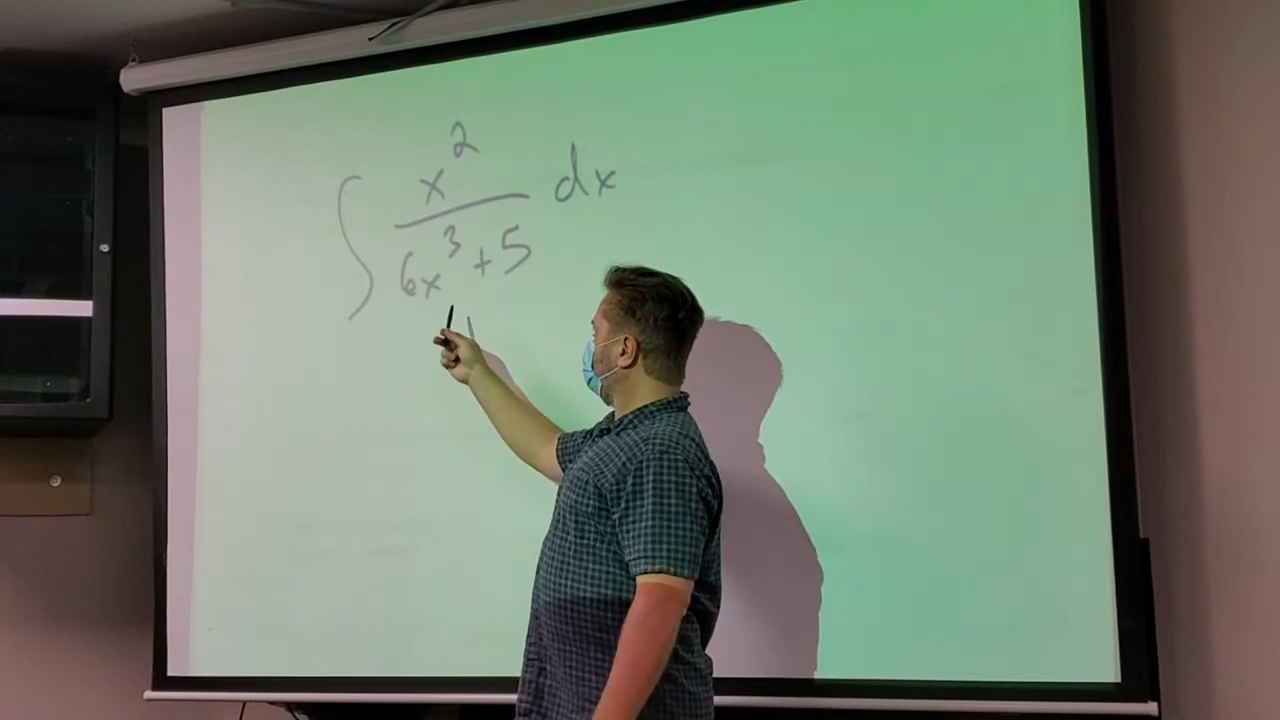 ∫ x² / (6x³ + 5) dx